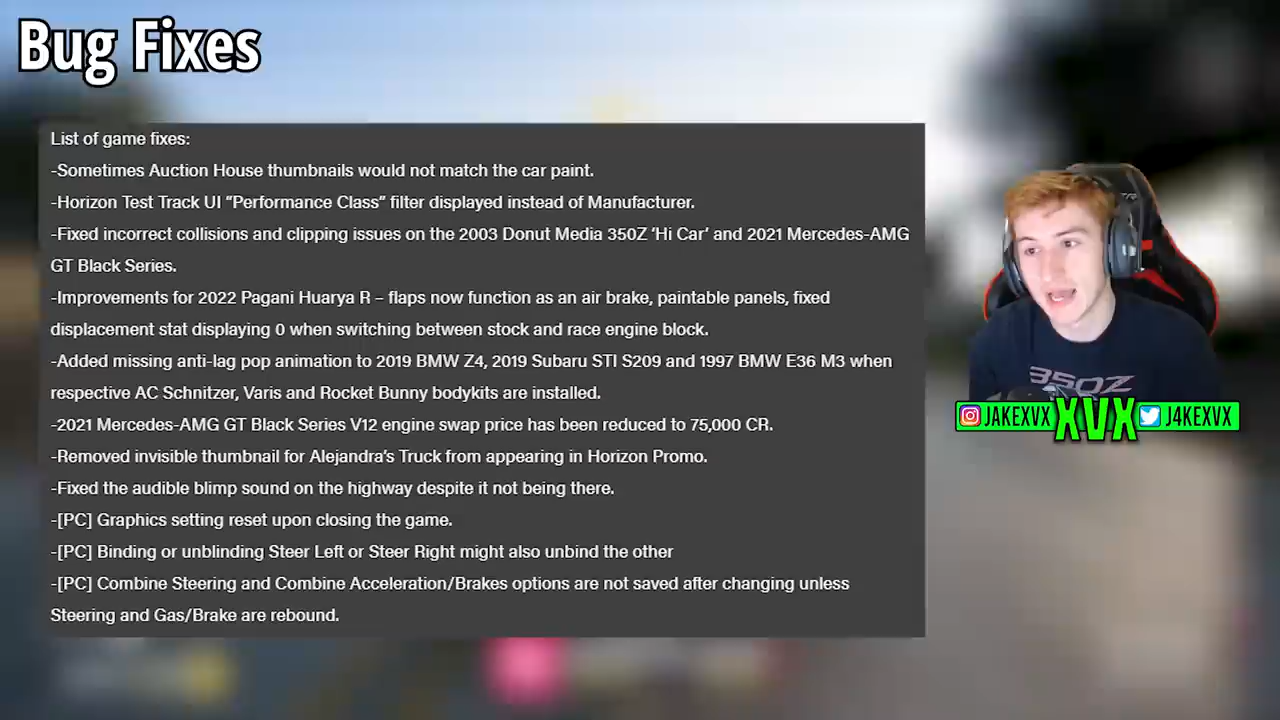 Bug Fixes
List of game fixes:
-Sometimes Auction House thumbnails would not match the car paint.
-Horizon Test Track UI “Performance Class” filter displayed instead of Manufacturer.
-Fixed incorrect collisions and clipping issues on the 2003 Donut Media 350Z ‘Hi Car’ and 2021 Mercedes-AMG
GT Black Series.
-Improvements for 2022 Pagani Huarya R – flaps now function as an air brake, paintable panels, fixed
displacement stat displaying 0 when switching between stock and race engine block.
-Added missing anti-lag pop animation to 2019 BMW Z4, 2019 Subaru STI S209 and 1997 BMW E36 M3 when
respective AC Schnitzer, Varis and Rocket Bunny bodykits are installed.
-2021 Mercedes-AMG GT Black Series V12 engine swap price has been reduced to 75,000 CR.
-Removed invisible thumbnail for Alejandra’s Truck from appearing in Horizon Promo.
-Fixed the audible blimp sound on the highway despite it not being there.
-[PC] Graphics setting reset upon closing the game.
-[PC] Binding or unblinding Steer Left or Steer Right might also unbind the other
-[PC] Combine Steering and Combine Acceleration/Brakes options are not saved after changing unless
Steering and Gas/Brake are rebound.
350Z
JAKEXVX XVX J4KEXVX